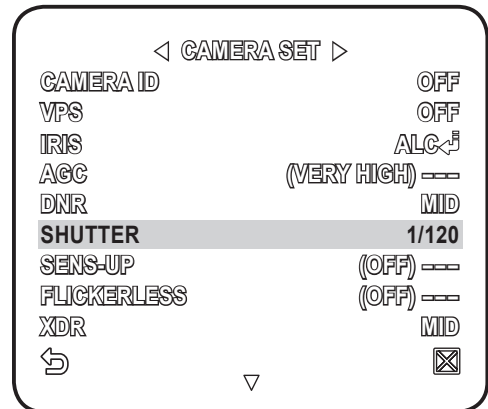 ◁ CAMERA SET ▷
CAMERA ID OFF
VPS OFF
IRIS ALC⏎
AGC (VERY HIGH) ---
DNR MID
SHUTTER 1/120
SENS-UP (OFF) ---
FLICKERLESS (OFF) ---
XDR MID